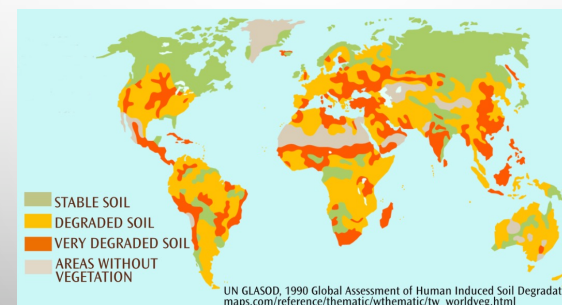 STABLE SOIL
DEGRADED SOIL
VERY DEGRADED SOIL
AREAS WITHOUT
VEGETATION
UN GLASOD, 1990 Global Assessment of Human Induced Soil Degradat
maps.com/reference/thematic/wthematic/tw_worldveg.html